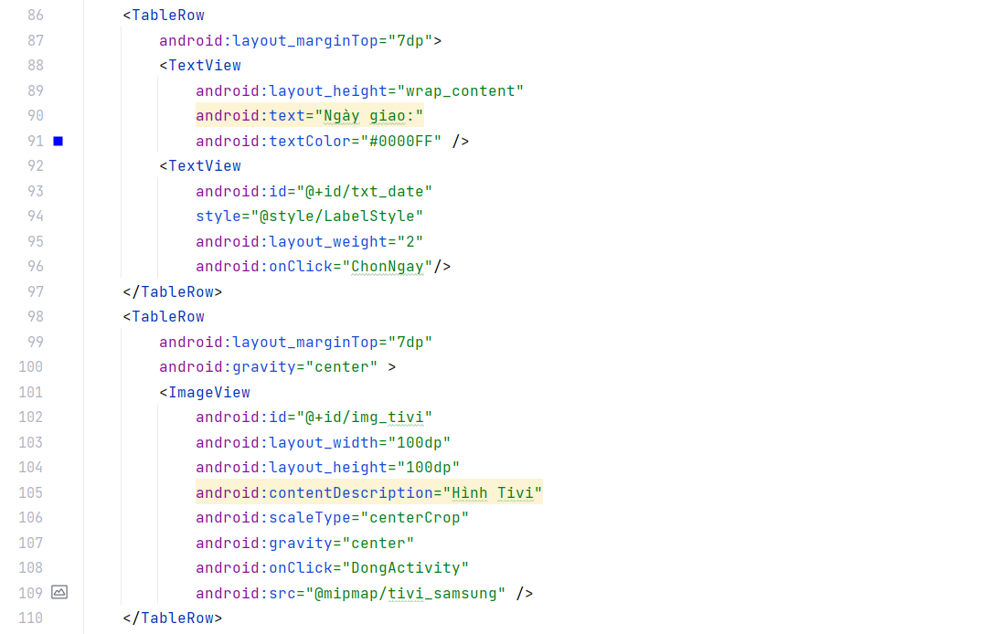 86 <TableRow
87 android:layout_marginTop="7dp">
88 <TextView
89 android:layout_height="wrap_content"
90 android:text="Ngày giao:"
91 android:textColor="#0000FF" />
92 <TextView
93 android:id="@+id/txt_date"
94 style="@style/LabelStyle"
95 android:layout_weight="2"
96 android:onClick="ChonNgay"/>
97 </TableRow>
98 <TableRow
99 android:layout_marginTop="7dp"
100 android:gravity="center" >
101 <ImageView
102 android:id="@+id/img_tivi"
103 android:layout_width="100dp"
104 android:layout_height="100dp"
105 android:contentDescription="Hình Tivi"
106 android:scaleType="centerCrop"
107 android:gravity="center"
108 android:onClick="DongActivity"
109 android:src="@mipmap/tivi_samsung" />
110 </TableRow>